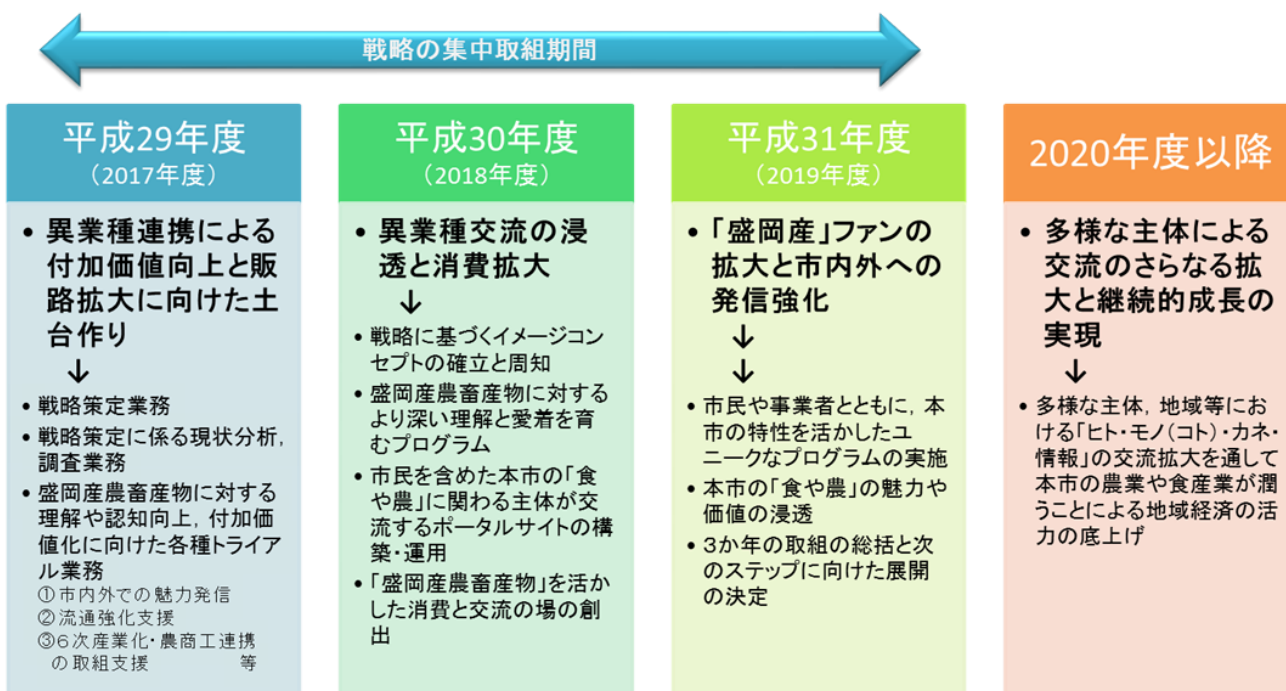 戦略の集中取組期間
平成29年度
（2017年度）
• 異業種連携による
付加価値向上と販
路拡大に向けた土
台作り
↓
• 戦略策定業務
• 戦略策定に係る現状分析，
調査業務
• 盛岡産農畜産物に対する
理解や認知向上，付加価
値化に向けた各種トライア
ル業務
①市内外での魅力発信
②流通強化支援
③６次産業化・農商工連携
の取組支援　　　　　等
平成30年度
（2018年度）
• 異業種交流の浸
透と消費拡大
↓
• 戦略に基づくイメージコン
セプトの確立と周知
• 盛岡産農畜産物に対する
より深い理解と愛着を育
むプログラム
• 市民を含めた本市の「食
や農」に関わる主体が交
流するポータルサイトの構
築・運用
• 「盛岡産農畜産物」を活か
した消費と交流の場の創
出
平成31年度
（2019年度）
• 「盛岡産」ファンの
拡大と市内外への
発信強化
↓
↓
• 市民や事業者とともに，本
市の特性を活かしたユ
ニークなプログラムの実施
• 本市の「食や農」の魅力や
価値の浸透
• ３か年の取組の総括と次
のステップに向けた展開
の決定
2020年度以降
• 多様な主体による
交流のさらなる拡
大と継続的成長の
実現
↓
• 多様な主体，地域等にお
ける「ヒト・モノ（コト）・カネ・
情報」の交流拡大を通して
本市の農業や食産業が潤
うことによる地域経済の活
力の底上げ